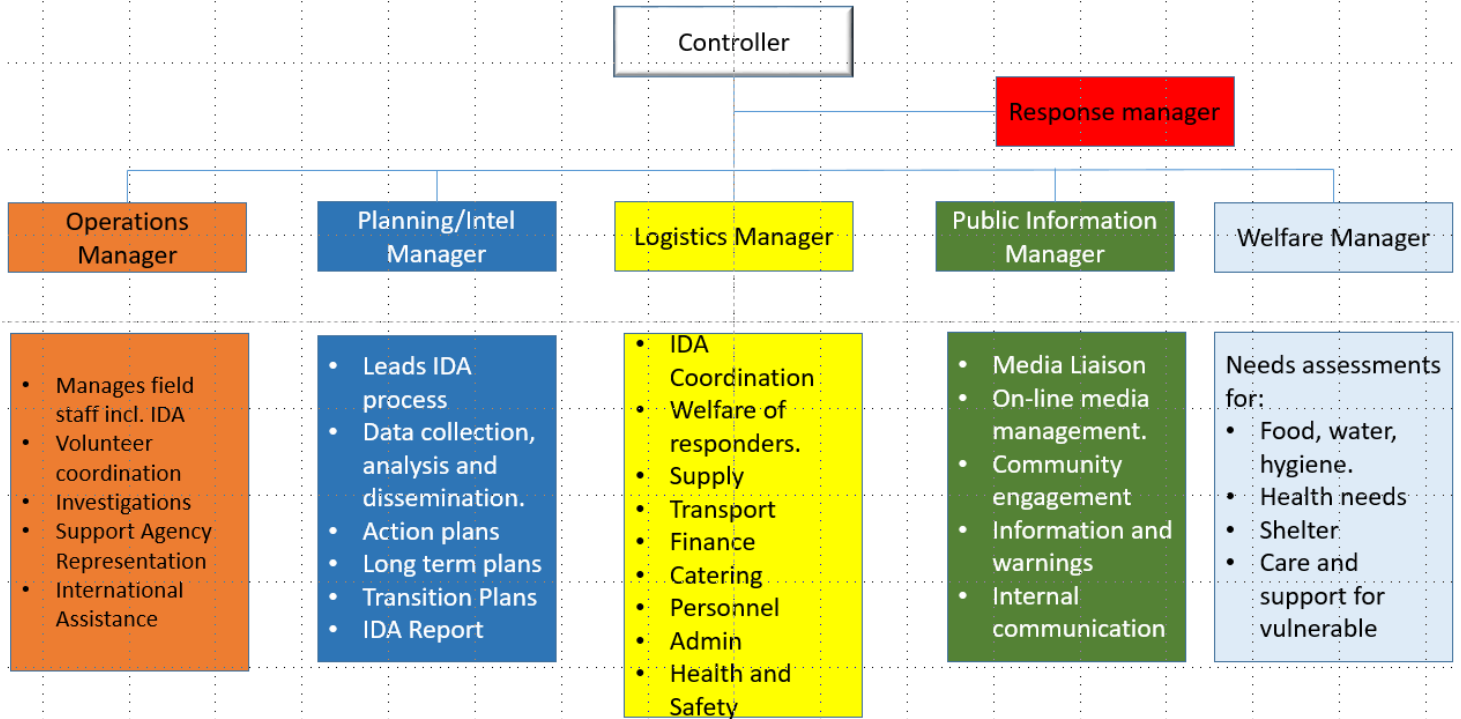 Controller
Response manager
Operations
Manager
Planning/Intel
Manager
Logistics Manager
Public Information
Manager
Welfare Manager
• Manages field
staff incl. IDA
• Volunteer
coordination
• Investigations
• Support Agency
Representation
• International
Assistance
• Leads IDA
process
• Data collection,
analysis and
dissemination.
• Action plans
• Long term plans
• Transition Plans
• IDA Report
• IDA
Coordination
• Welfare of
responders.
• Supply
• Transport
• Finance
• Catering
• Personnel
• Admin
• Health and
Safety
• Media Liaison
• On-line media
management.
• Community
engagement
• Information and
warnings
• Internal
communication
Needs assessments
for:
• Food, water,
hygiene.
• Health needs
• Shelter
• Care and
support for
vulnerable